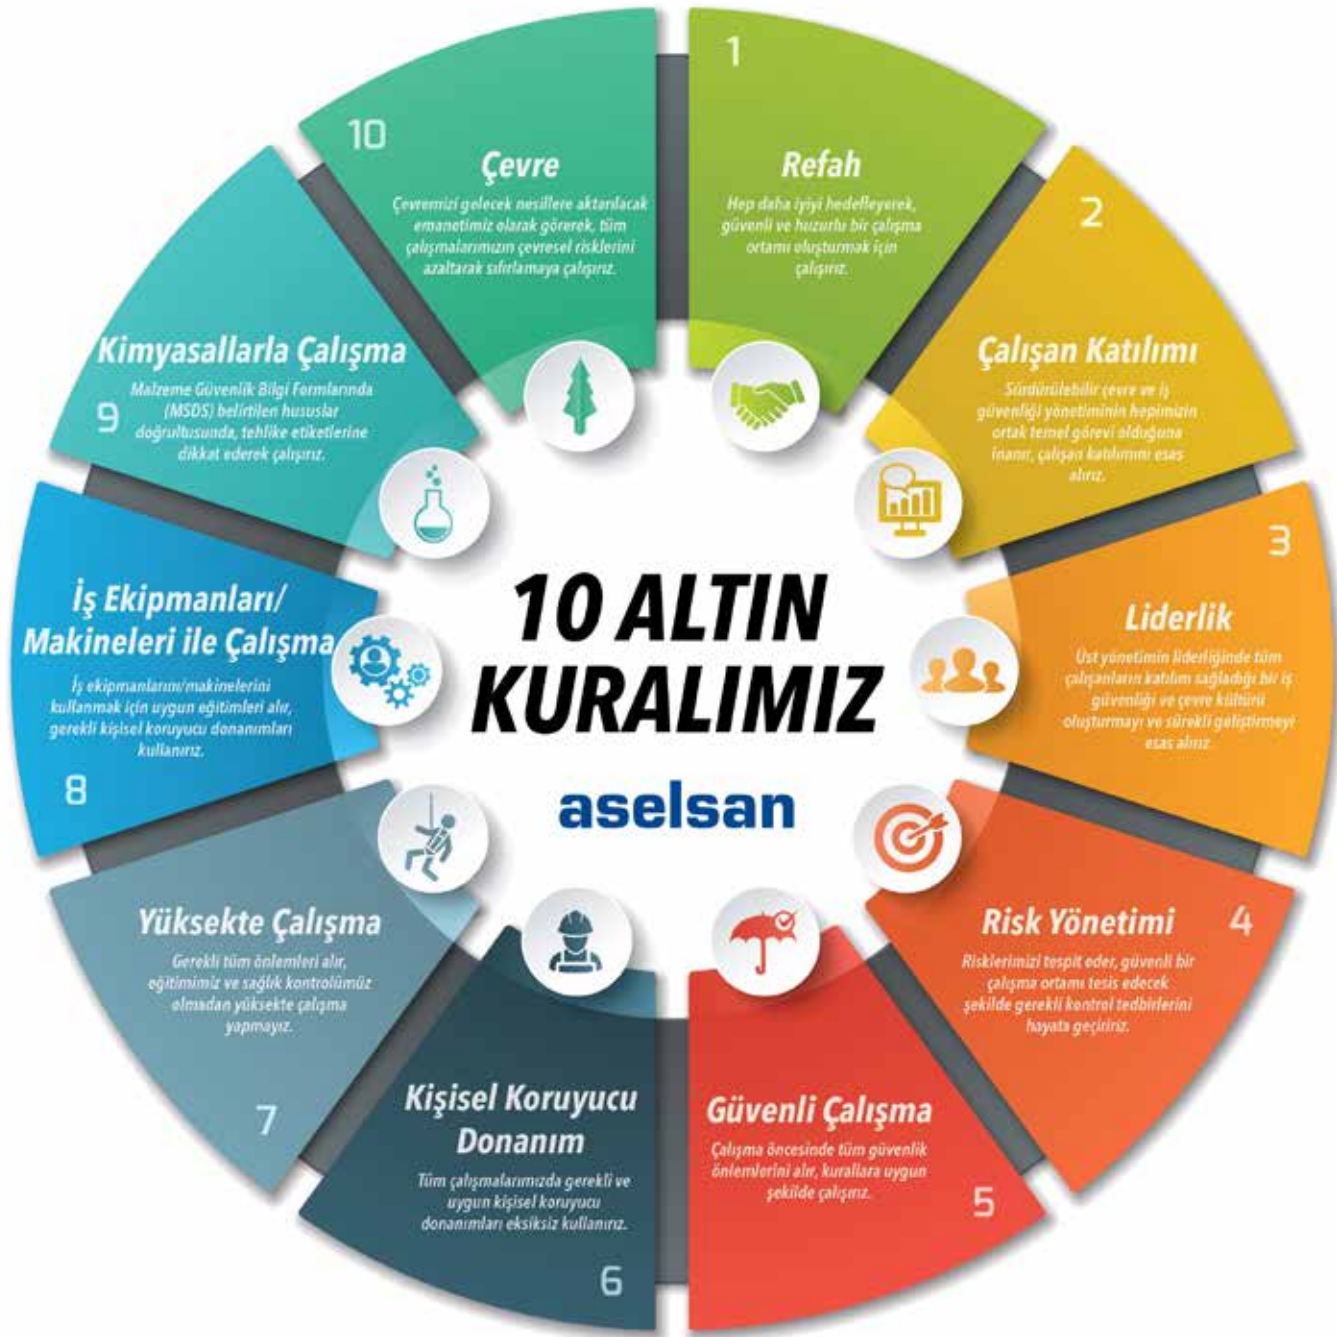 10 ALTIN
KURALIMIZ
aselsan
1
Refah
Hep daha iyiyi hedefleyerek,
güvenli ve huzurlu bir çalışma
ortamı oluşturmak için
çalışırız.
2
Çalışan Katılımı
Sürdürülebilir çevre ve iş
güvenliği yönetiminin hepimizin
ortak temel görevi olduğuna
inanır, çalışan katılımını esas
alırız.
3
Liderlik
Üst yönetimin liderliğinde tüm
çalışanların katılım sağladığı bir iş
güvenliği ve çevre kültürü
oluşturmayı ve sürekli geliştirmeyi
esas alırız
4
Risk Yönetimi
Risklerimizi tespit eder, güvenli bir
çalışma ortamı tesis edecek
şekilde gerekli kontrol tedbirlerini
hayata geçiririz.
5
Güvenli Çalışma
Çalışma öncesinde tüm güvenlik
önlemlerini alır, kurallara uygun
şekilde çalışırız.
6
Kişisel Koruyucu
Donanım
Tüm çalışmalarımızda gerekli ve
uygun kişisel koruyucu
donanımları eksiksiz kullanırız.
7
Yüksekte Çalışma
Gerekli tüm önlemleri alır,
eğitimimiz ve sağlık kontrolümüz
olmadan yüksekte çalışma
yapmayız.
8
İş Ekipmanları/
Makineleri ile Çalışma
İş ekipmanlarını/makinelerini
kullanmak için uygun eğitimleri alır,
gerekli kişisel koruyucu donanımları
kullanırız.
9
Kimyasallarla Çalışma
Malzeme Güvenlik Bilgi Formlarında
(MSDS) belirtilen hususlar
doğrultusunda, tehlike etiketlerine
dikkat ederek çalışırız.
10
Çevre
Çevremizi gelecek nesillere aktarılacak
emanetimiz olarak görerek, tüm
çalışmalarımızın çevresel risklerini
azaltarak sıfırlamaya çalışırız.